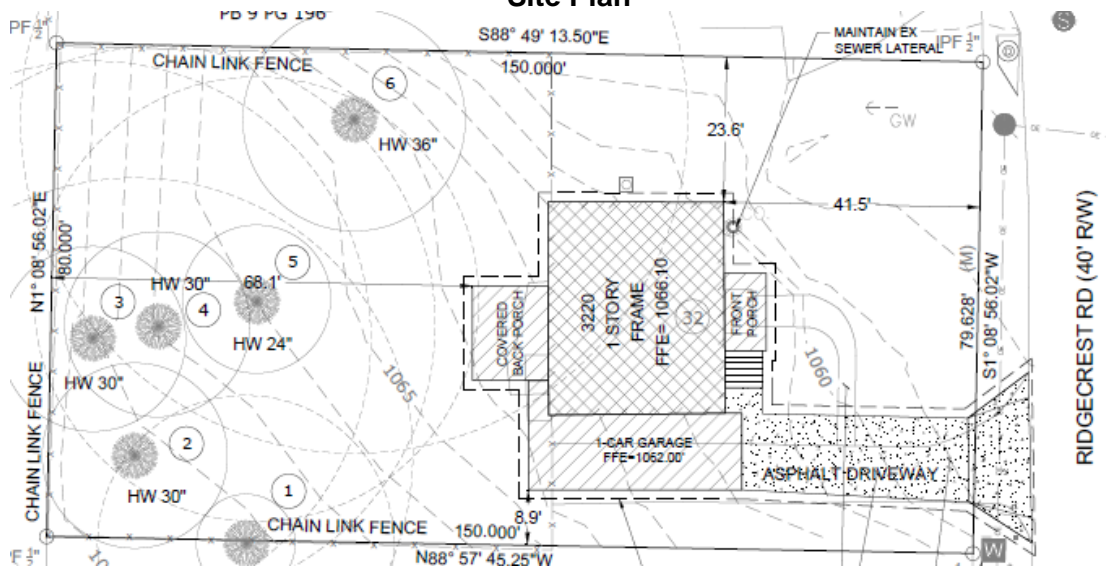 Site Plan
PB 9 PG 196
PF 1/2"
S88° 49' 13.50"E
150.000'
MAINTAIN EX
SEWER LATERAL
IPF 1/2"
S
CHAIN LINK FENCE
6
HW 36"
23.6'
GW
41.5'
N1° 08' 56.02"E
80.000'
5
HW 30"
68.1'
3
4
HW 24"
HW 30"
COVERED
BACK PORCH
3220
1 STORY
FRAME
FFE= 1066.10
32
FRONT
PORCH
(M)
79.628'
S1° 08' 56.02"W
RIDGECREST RD (40' R/W)
1065
1060
CHAIN LINK FENCE
2
HW 30"
1-CAR GARAGE
FFE=1062.00'
ASPHALT DRIVEWAY
1
CHAIN LINK FENCE
150.000'
8.9'
N88° 57' 45.25"W
W